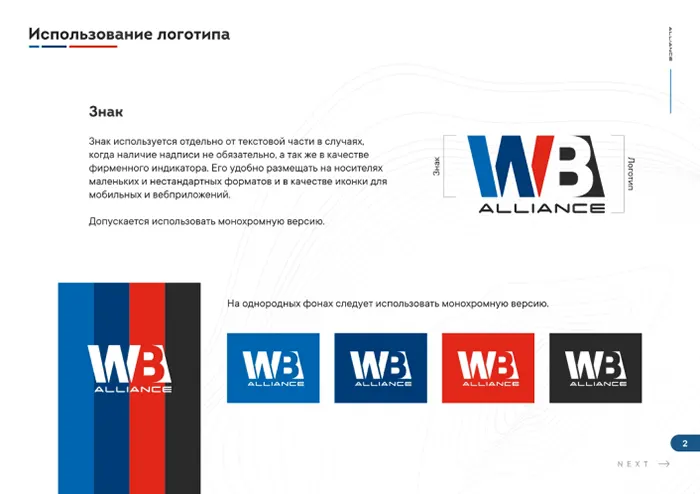 Использование логотипа
ALLIANCE
Знак
Знак используется отдельно от текстовой части в случаях,
когда наличие надписи не обязательно, а так же в качестве
фирменного индикатора. Его удобно размещать на носителях
маленьких и нестандартных форматов и в качестве иконки для
мобильных и вебприложений.
Допускается использовать монохромную версию.
Знак
WB
ALLIANCE
Логотип
На однородных фонах следует использовать монохромную версию.
WB
ALLIANCE
WB
ALLIANCE
WB
ALLIANCE
WB
ALLIANCE
WB
ALLIANCE
2
NEXT →